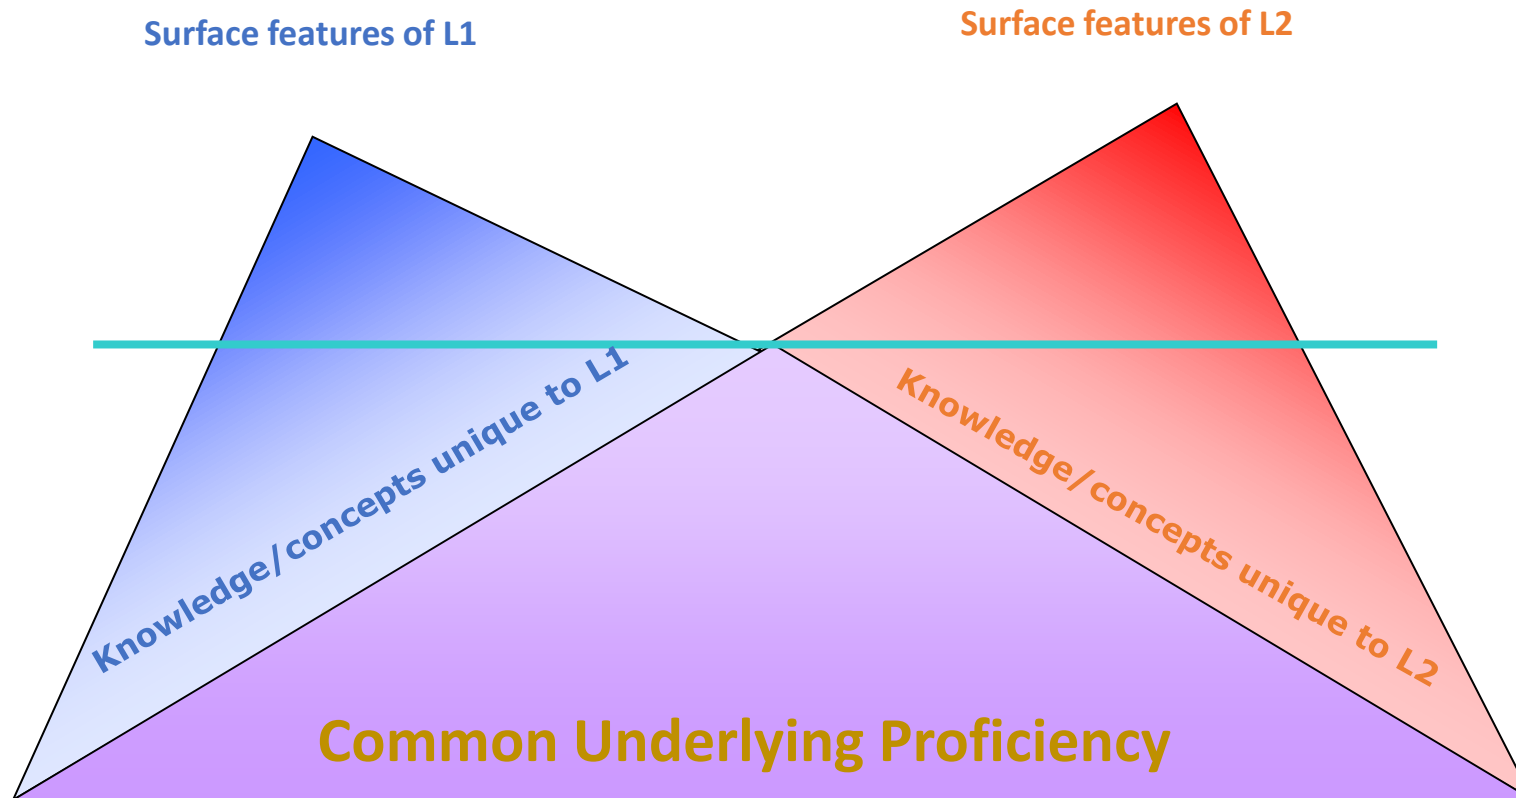 Surface features of L1
Surface features of L2
Knowledge/concepts unique to L1
Knowledge/concepts unique to L2
Common Underlying Proficiency